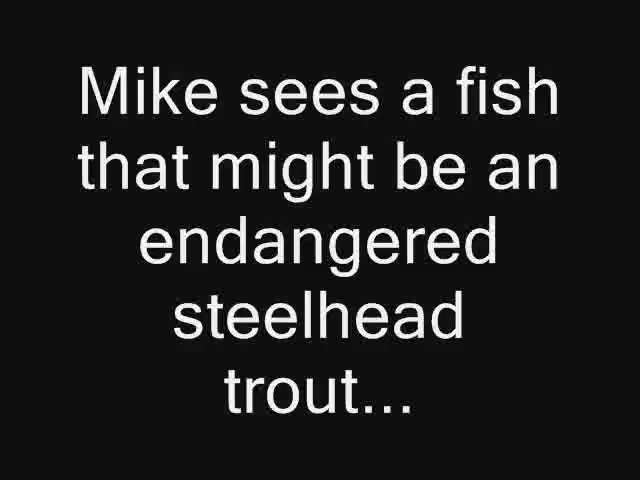 Mike sees a fish
that might be an
endangered
steelhead
trout...